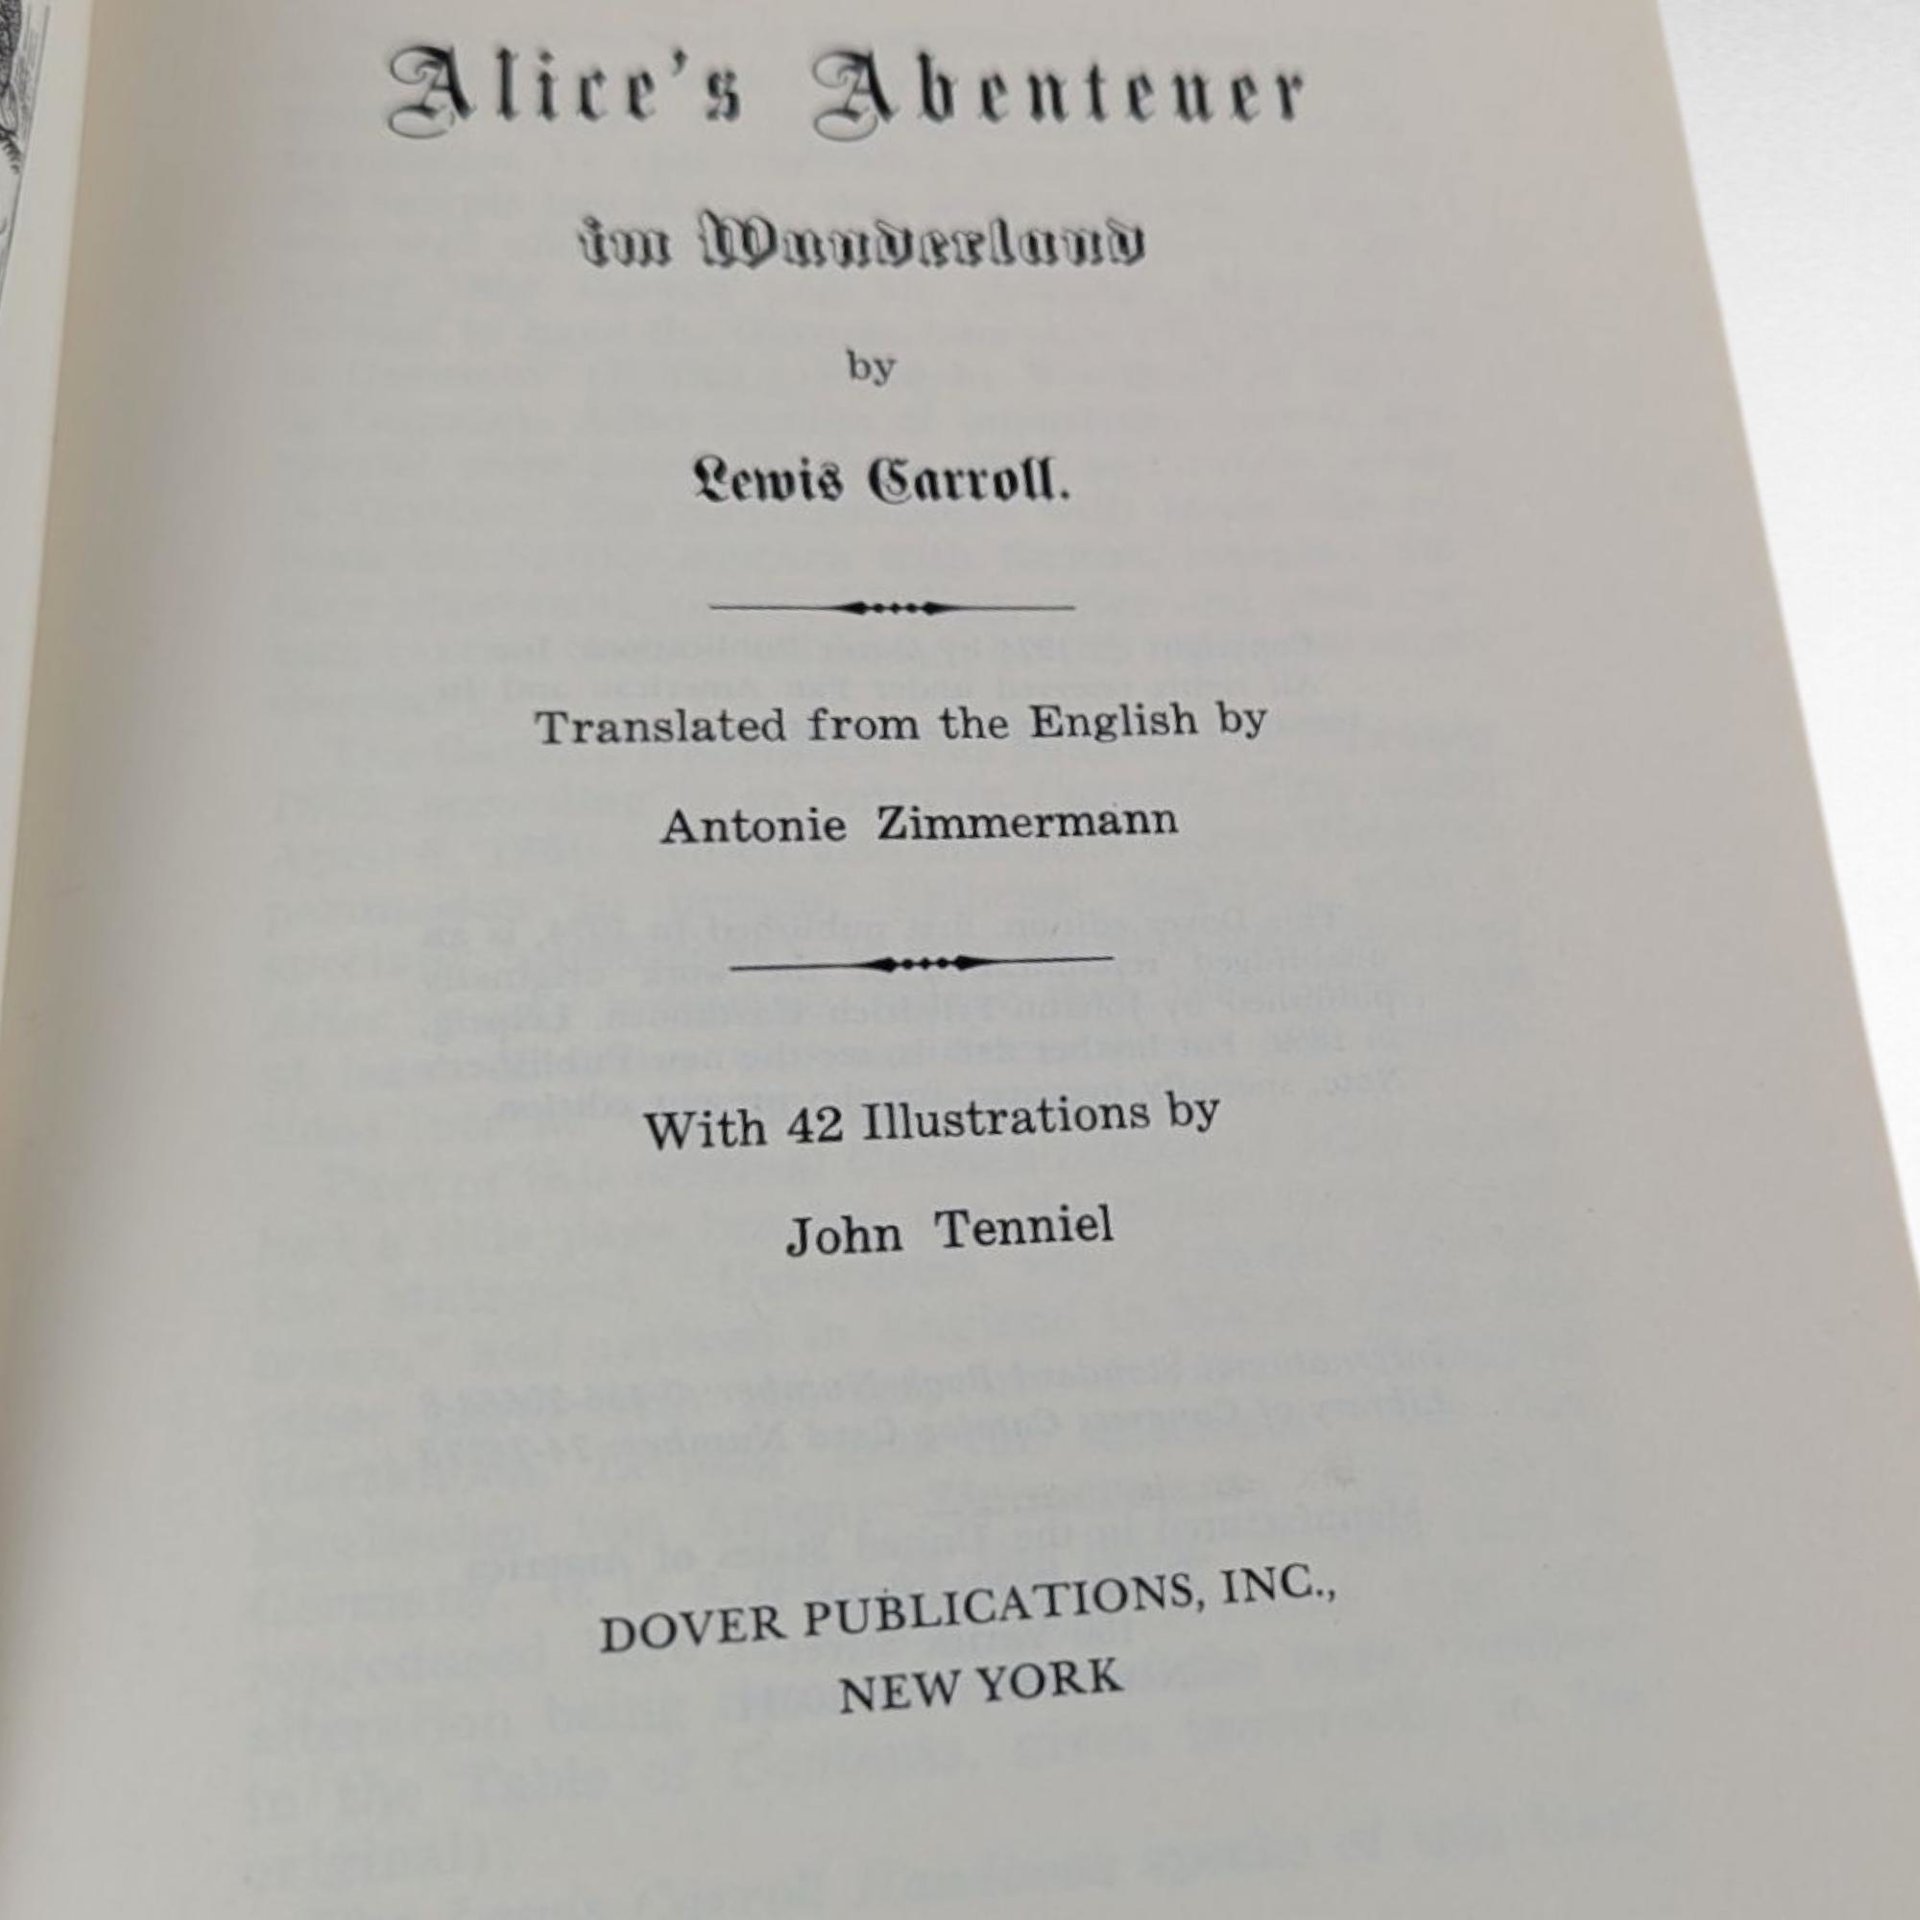 Alice's Abenteuer
im Wunderland
by
Lewis Carroll.
Translated from the English by
Antonie Zimmermann
With 42 Illustrations by
John Tenniel
DOVER PUBLICATIONS, INC.,
NEW YORK